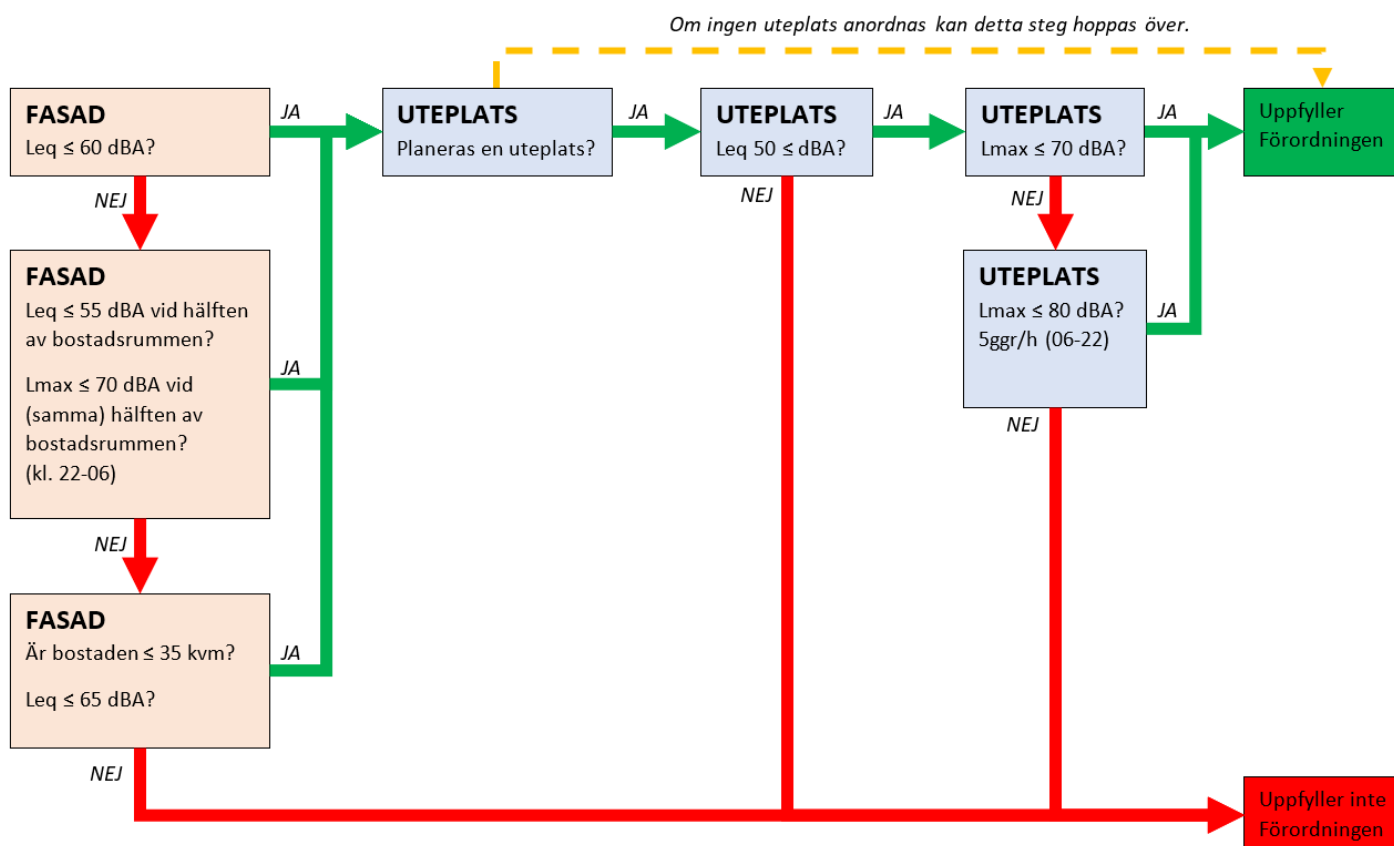 Om ingen uteplats anordnas kan detta steg hoppas över.
FASAD
Leq ≤ 60 dBA?
JA
UTEPLATS
Planeras en uteplats?
JA
UTEPLATS
Leq 50 ≤ dBA?
JA
UTEPLATS
Lmax ≤ 70 dBA?
JA
Uppfyller
Förordningen
NEJ
NEJ
NEJ
FASAD
Leq ≤ 55 dBA vid hälften
av bostadsrummen?
Lmax ≤ 70 dBA vid
(samma) hälften av
bostadsrummen?
(kl. 22-06)
JA
UTEPLATS
Lmax ≤ 80 dBA?
5ggr/h (06-22)
JA
NEJ
NEJ
FASAD
Är bostaden ≤ 35 kvm?
Leq ≤ 65 dBA?
JA
NEJ
Uppfyller inte
Förordningen